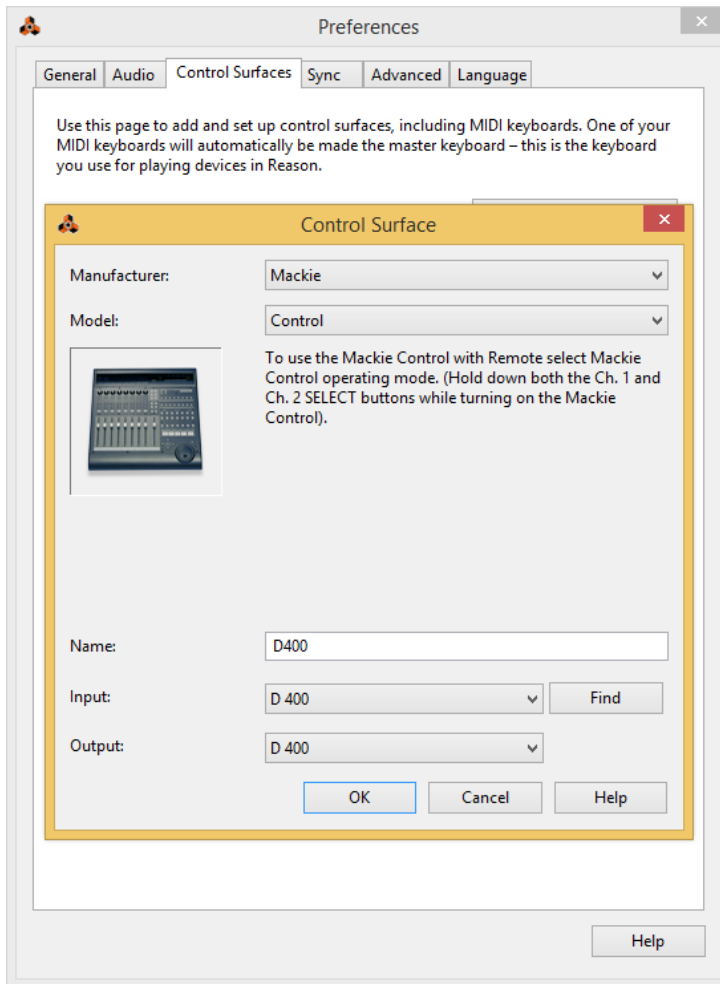 Preferences
General Audio Control Surfaces Sync Advanced Language
Use this page to add and set up control surfaces, including MIDI keyboards. One of your
MIDI keyboards will automatically be made the master keyboard – this is the keyboard
you use for playing devices in Reason.
Control Surface
Manufacturer: Mackie
Model: Control
To use the Mackie Control with Remote select Mackie
Control operating mode. (Hold down both the Ch. 1 and
Ch. 2 SELECT buttons while turning on the Mackie
Control).
Name: D400
Input: D 400 Find
Output: D 400
OK Cancel Help
Help